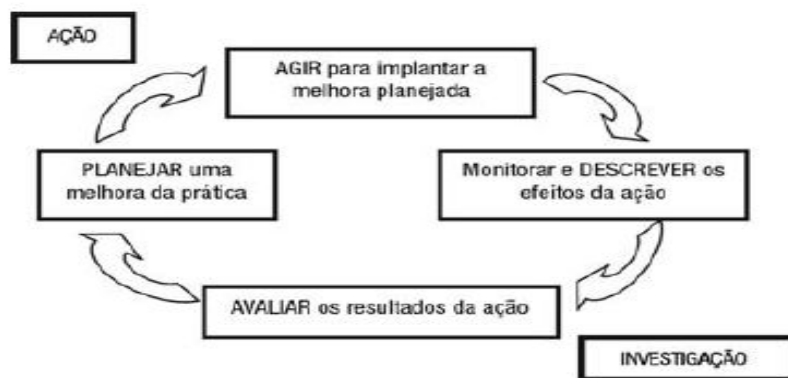 AÇÃO
AGIR para implantar a
melhora planejada
PLANEJAR uma
melhora da prática
Monitorar e DESCREVER os
efeitos da ação
AVALIAR os resultados da ação
INVESTIGAÇÃO